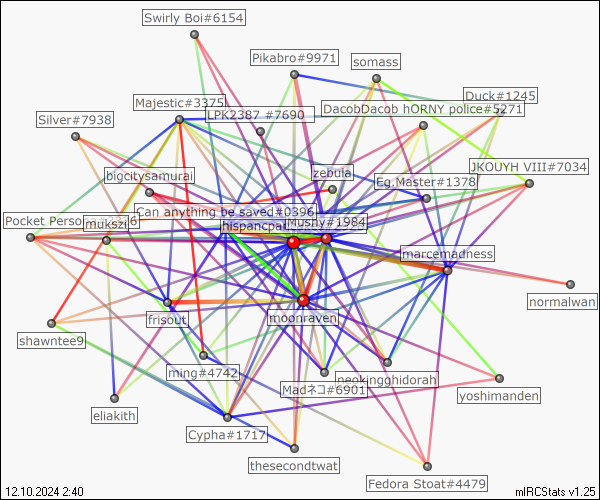 Swirly Boi#6154
Pikabro#9971
somass
Majestic#3375
LPK2387 #7690
Duck#1245
DacobDacob hORNY police#5271
Silver#7938
bigcitysamurai
zebula
Eg.Master#1378
JKOUYH VIII#7034
Pocket
mukszi
Can anything be saved#0396
hispancpa
Mushy#1984
marcemadness
normalwan
frisout
moonraven
shawntee9
ming#4742
Madネコ#6901
neokingghidorah
yoshimanden
eliakith
Cypha#1717
thesecondtwat
Fedora Stoat#4479
12.10.2024 2:40
mIRCStats v1.25